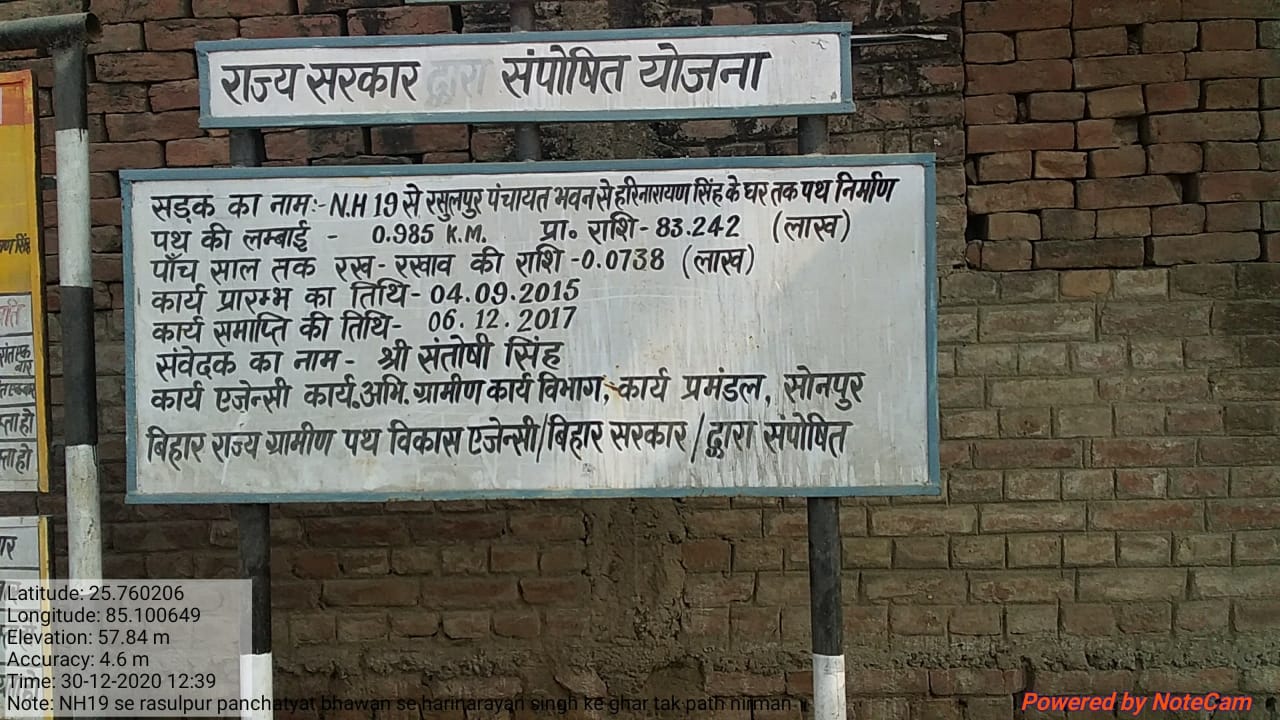 राज्य सरकार द्वारा संपोषित योजना
सड़क का नाम:- N.H 19 से रसुलपुर पंचायत भवन से हरिनारायण सिंह के घर तक पथ निर्माण
पथ की लम्बाई - 0.985 K.M. प्रा० राशि- 83.242 (लाख)
पाँच साल तक रख-रखाव की राशि -0.0738 (लाख)
कार्य प्रारम्भ का तिथि- 04.09.2015
कार्य समाप्ति की तिथि- 06.12.2017
संवेदक का नाम- श्री संतोषी सिंह
कार्य एजेन्सी कार्य.अभि. ग्रामीण कार्य विभाग, कार्य प्रमंडल, सोनपुर
बिहार राज्य ग्रामीण पथ विकास एजेन्सी/बिहार सरकार/द्वारा संपोषित
Latitude: 25.760206
Longitude: 85.100649
Elevation: 57.84 m
Accuracy: 4.6 m
Time: 30-12-2020 12:39
Note: NH19 se rasulpur panchatyat bhawan se harinarayan singh ke ghar tak path nirman
Powered by NoteCam